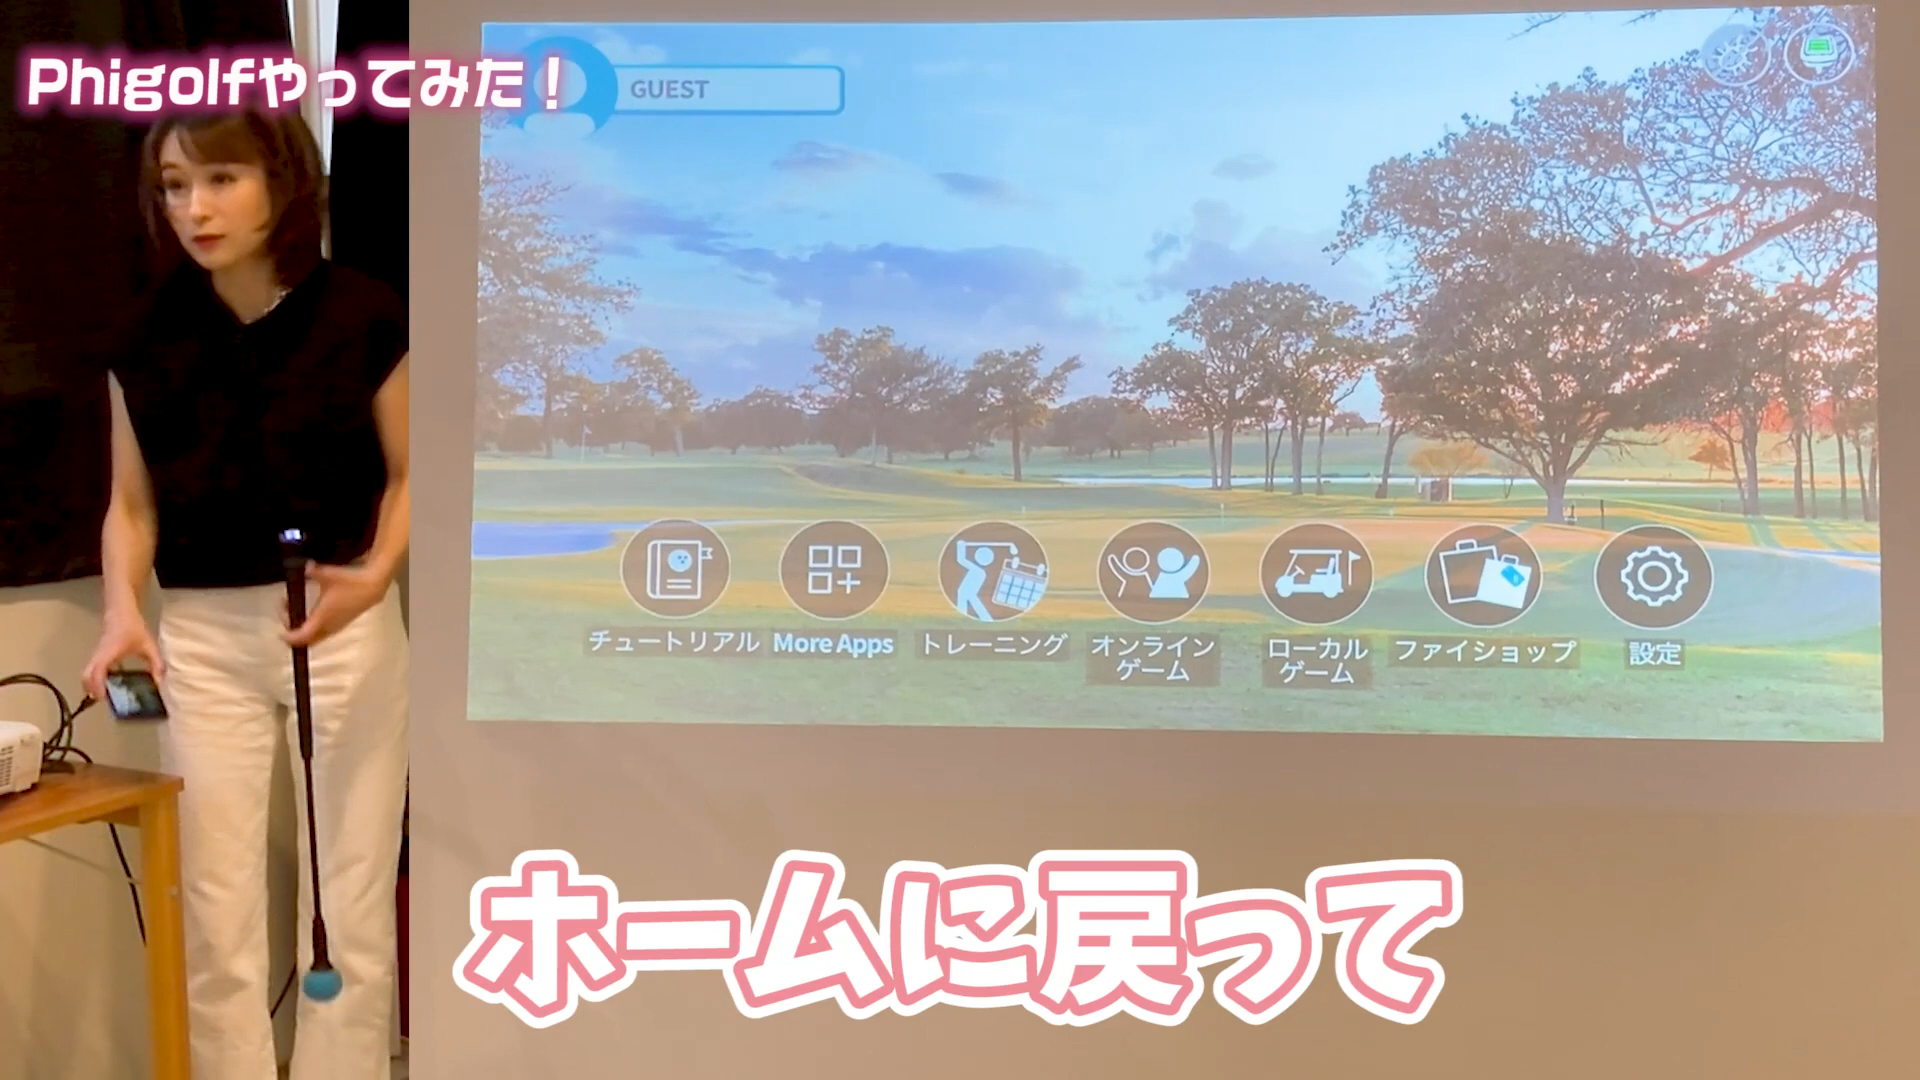 Phigolfやってみた！
GUEST
チュートリアル
More Apps
トレーニング
オンライン
ゲーム
ローカル
ゲーム
ファイショップ
設定
ホームに戻って